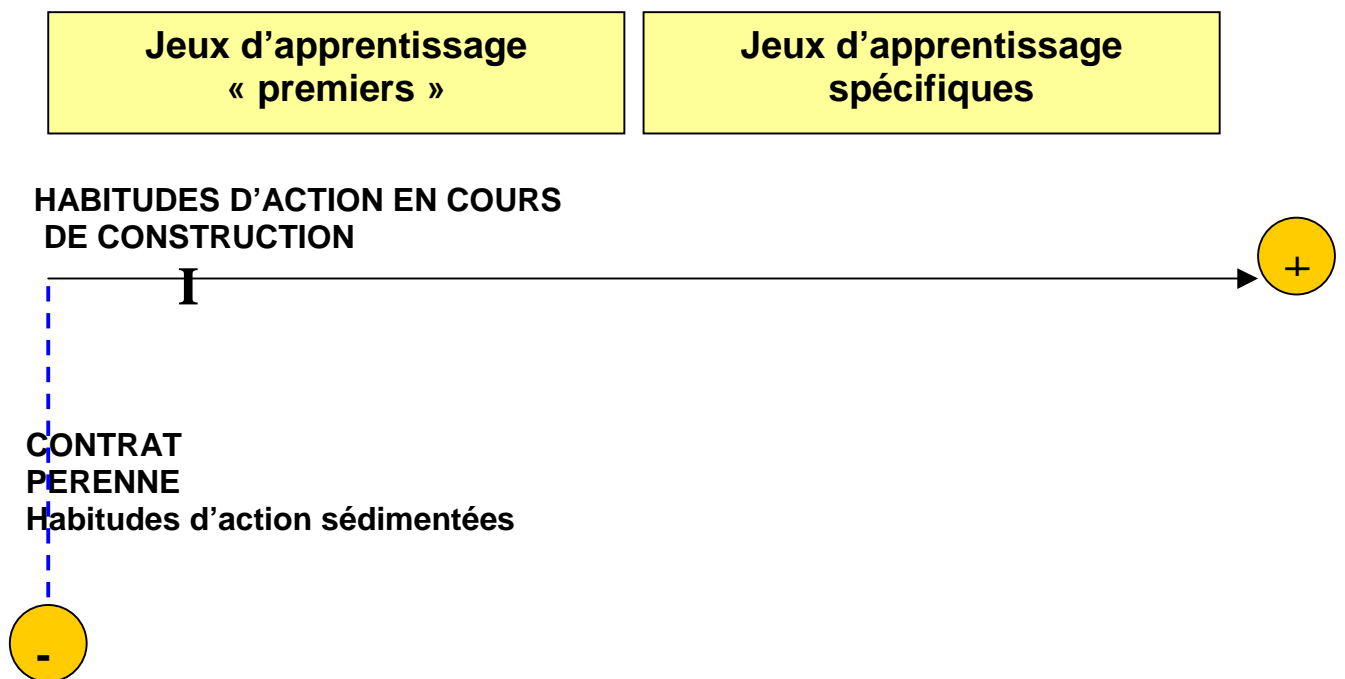 Jeux d’apprentissage
« premiers »
Jeux d’apprentissage
spécifiques
HABITUDES D’ACTION EN COURS
DE CONSTRUCTION
I
+
CONTRAT
PERENNE
Habitudes d’action sédimentées
-